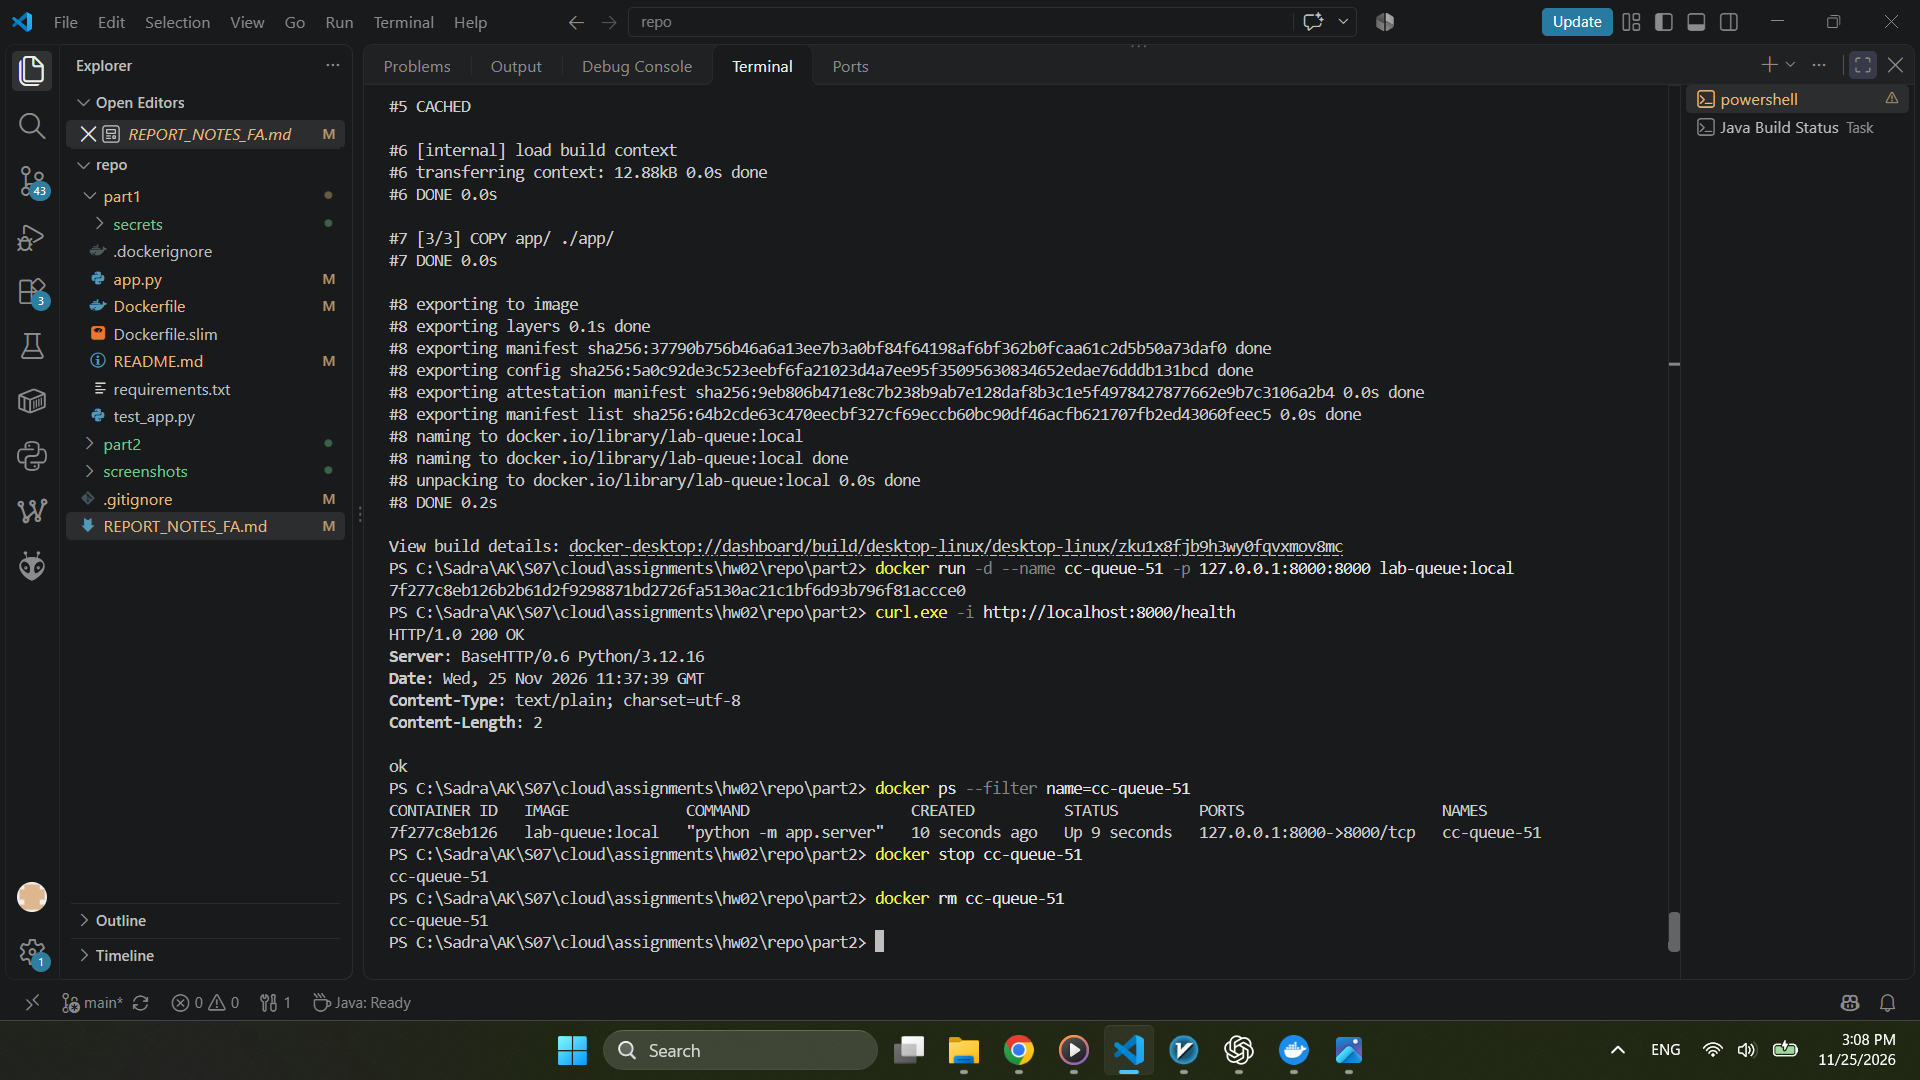 File Edit Selection View Go Run Terminal Help
repo
Update
Explorer
Open Editors
REPORT_NOTES_FA.md M
repo
part1
secrets
.dockerignore
app.py M
Dockerfile M
Dockerfile.slim
README.md M
requirements.txt
test_app.py
part2
screenshots
.gitignore M
REPORT_NOTES_FA.md M
Outline
Timeline
43
3
1
Problems Output Debug Console Terminal Ports
#5 CACHED
#6 [internal] load build context
#6 transferring context: 12.88kB 0.0s done
#6 DONE 0.0s
#7 [3/3] COPY app/ ./app/
#7 DONE 0.0s
#8 exporting to image
#8 exporting layers 0.1s done
#8 exporting manifest sha256:37790b756b46a6a13ee7b3a0bf84f64198af6bf362b0fcaa61c2d5b50a73daf0 done
#8 exporting config sha256:5a0c92de3c523eebf6fa21023d4a7ee95f35095630834652edae76dddb131bcd done
#8 exporting attestation manifest sha256:9eb806b471e8c7b238b9ab7e128daf8b3c1e5f4978427877662e9b7c3106a2b4 0.0s done
#8 exporting manifest list sha256:64b2cde63c470eecbf327cf69eccb60bc90df46acfb621707fb2ed43060feec5 0.0s done
#8 naming to docker.io/library/lab-queue:local
#8 naming to docker.io/library/lab-queue:local done
#8 unpacking to docker.io/library/lab-queue:local 0.0s done
#8 DONE 0.2s
View build details: docker-desktop://dashboard/build/desktop-linux/desktop-linux/zku1x8fjb9h3wy0fqvxmov8mc
PS C:\Sadra\AK\S07\cloud\assignments\hw02\repo\part2> docker run -d --name cc-queue-51 -p 127.0.0.1:8000:8000 lab-queue:local
7f277c8eb126b2b61d2f9298871bd2726fa5130ac21c1bf6d93b796f81accce0
PS C:\Sadra\AK\S07\cloud\assignments\hw02\repo\part2> curl.exe -i http://localhost:8000/health
HTTP/1.0 200 OK
Server: BaseHTTP/0.6 Python/3.12.16
Date: Wed, 25 Nov 2026 11:37:39 GMT
Content-Type: text/plain; charset=utf-8
Content-Length: 2
ok
PS C:\Sadra\AK\S07\cloud\assignments\hw02\repo\part2> docker ps --filter name=cc-queue-51
CONTAINER ID IMAGE COMMAND CREATED STATUS PORTS NAMES
7f277c8eb126 lab-queue:local "python -m app.server" 10 seconds ago Up 9 seconds 127.0.0.1:8000->8000/tcp cc-queue-51
PS C:\Sadra\AK\S07\cloud\assignments\hw02\repo\part2> docker stop cc-queue-51
cc-queue-51
PS C:\Sadra\AK\S07\cloud\assignments\hw02\repo\part2> docker rm cc-queue-51
cc-queue-51
PS C:\Sadra\AK\S07\cloud\assignments\hw02\repo\part2>
powershell
Java Build Status Task
main* 0 0 1 Java: Ready
Search
ENG
3:08 PM
11/25/2026